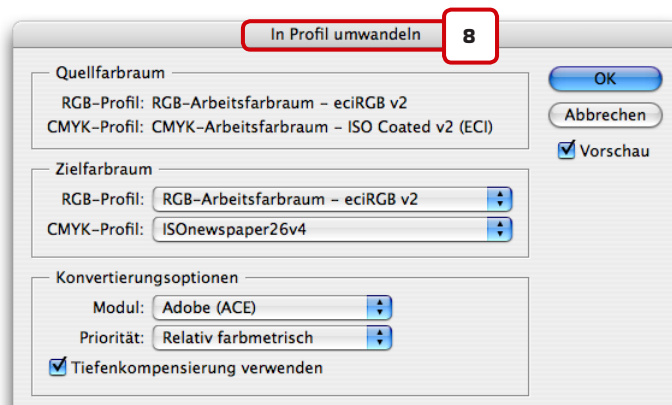 In Profil umwandeln
8
Quellfarbraum
RGB-Profil: RGB-Arbeitsfarbraum – eciRGB v2
CMYK-Profil: CMYK-Arbeitsfarbraum – ISO Coated v2 (ECI)
OK
Abbrechen
Vorschau
Zielfarbraum
RGB-Profil: RGB-Arbeitsfarbraum – eciRGB v2
CMYK-Profil: ISOnewspaper26v4
Konvertierungsoptionen
Modul: Adobe (ACE)
Priorität: Relativ farbmetrisch
Tiefenkompensierung verwenden